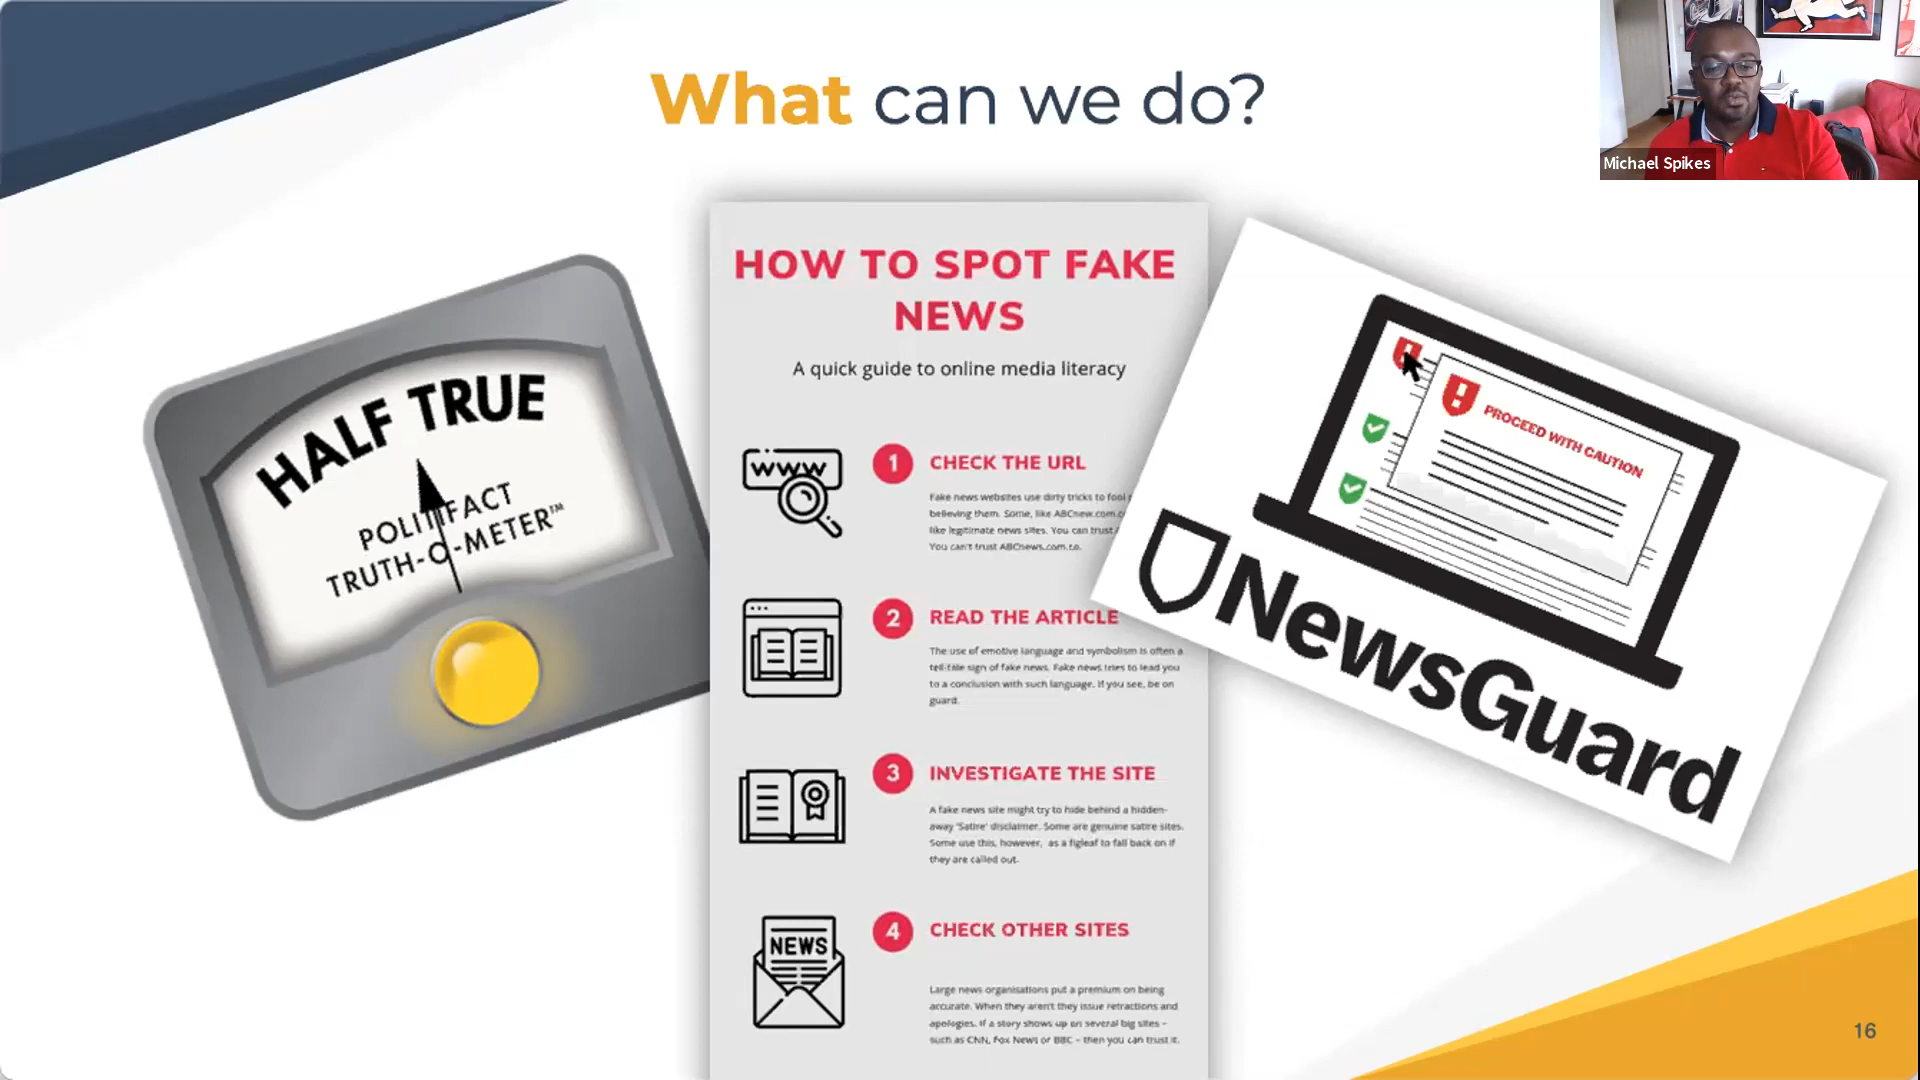 What can we do?
Michael Spikes
HALF TRUE
POLITIFACT
TRUTH-O-METER™
HOW TO SPOT FAKE
NEWS
A quick guide to online media literacy
www
1
CHECK THE URL
Fake news websites use dirty tricks to fool
believing them. Some, like ABCnew.com.c
like legitimate news sites. You can trust
You can't trust ABCnews.com.co.
2
READ THE ARTICLE
The use of emotive language and symbolism is often a
tell-tale sign of fake news. Fake news tries to lead you
to a conclusion with such language. If you see, be on
guard.
3
INVESTIGATE THE SITE
A fake news site might try to hide behind a hidden-
away 'Satire' disclaimer. Some are genuine satire sites.
Some use this, however, as a figleaf to fall back on if
they are called out.
NEWS
4
CHECK OTHER SITES
Large news organisations put a premium on being
accurate. When they aren't they issue retractions and
apologies. If a story shows up on several big sites –
such as CNN, Fox News or BBC – then you can trust it.
PROCEED WITH CAUTION
NewsGuard
16